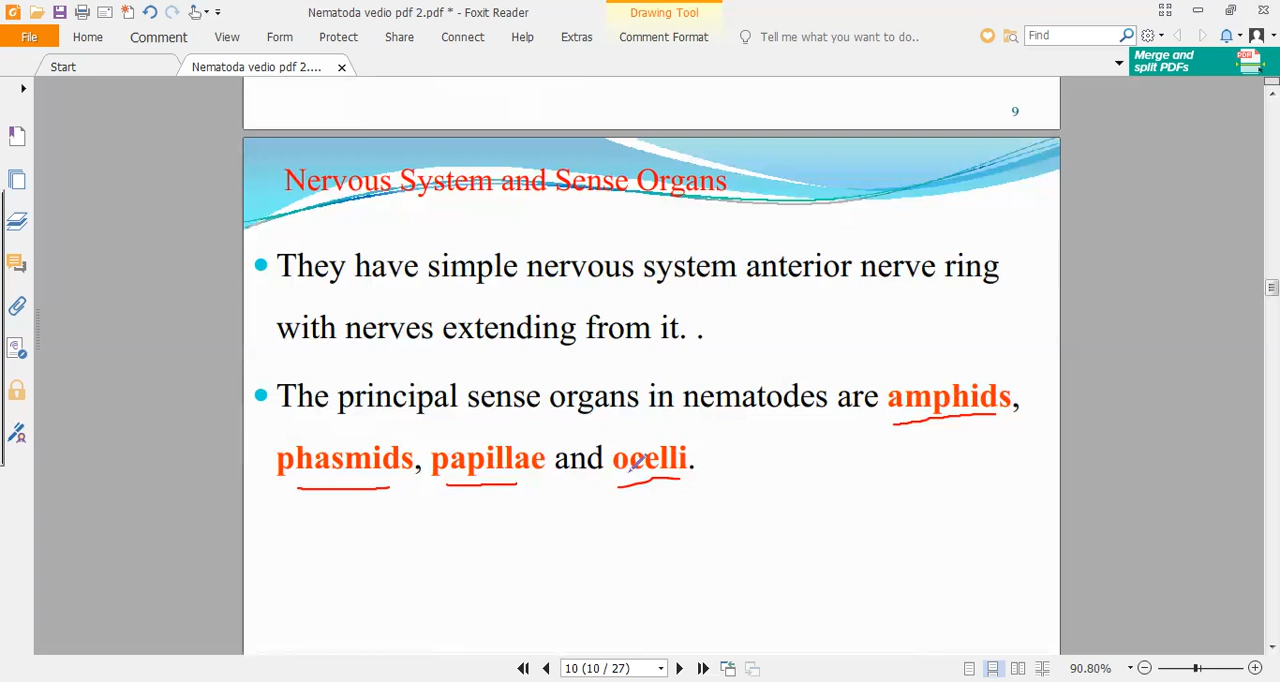 Nematoda vedio pdf 2.pdf * - Foxit Reader
Drawing Tool
File Home Comment View Form Protect Share Connect Help Extras Comment Format Tell me what you want to do.. Find
Start Nematoda vedio pdf 2.... Merge and
split PDFs
9
Nervous System and Sense Organs
They have simple nervous system anterior nerve ring
with nerves extending from it. .
The principal sense organs in nematodes are amphids,
phasmids, papillae and ocelli.
10 (10 / 27) 90.80%